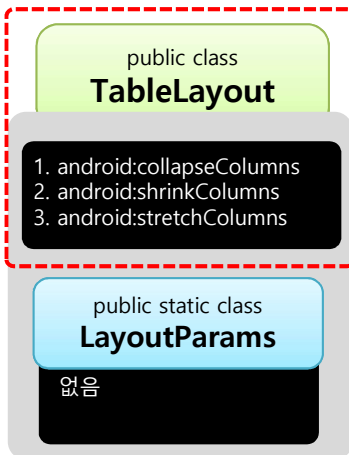 public class
TableLayout
1. android:collapseColumns
2. android:shrinkColumns
3. android:stretchColumns
public static class
LayoutParams
없음